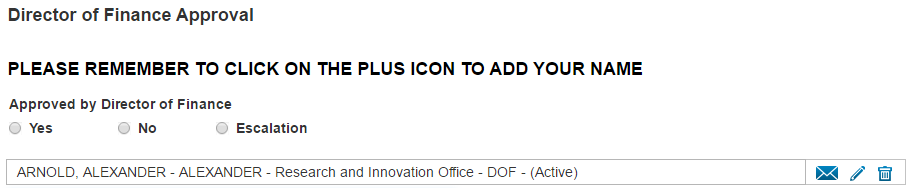 Director of Finance Approval
PLEASE REMEMBER TO CLICK ON THE PLUS ICON TO ADD YOUR NAME
Approved by Director of Finance
Yes No Escalation
ARNOLD, ALEXANDER - ALEXANDER - Research and Innovation Office - DOF - (Active)